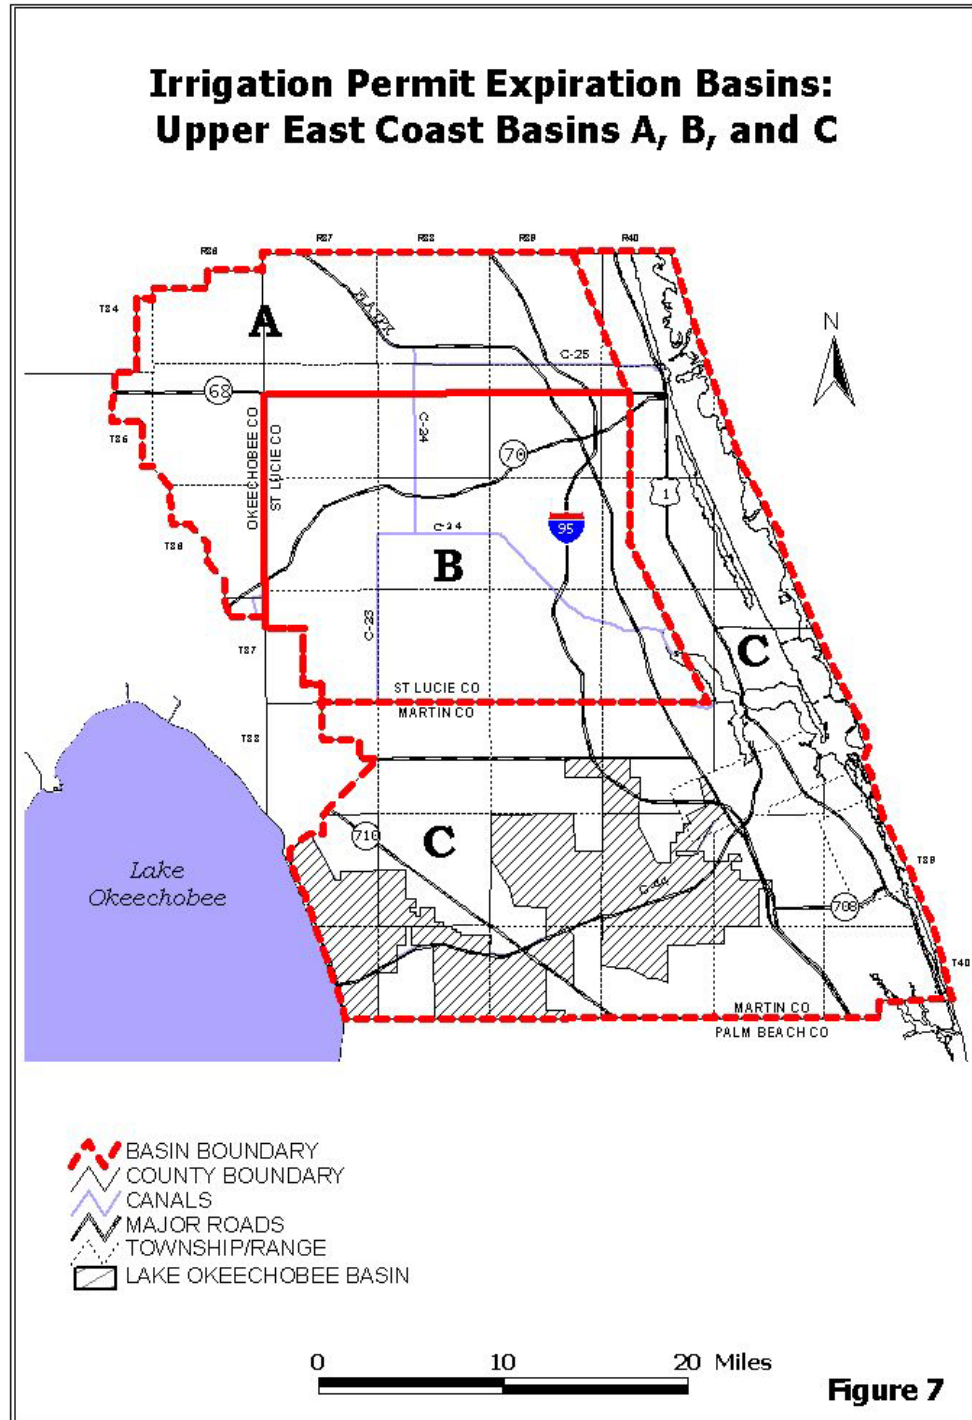 Irrigation Permit Expiration Basins:
Upper East Coast Basins A, B, and C
R36
R37
R38
R39
R40
T34
A
FL TNPK
C-25
N
68
T35
OKEECHOBEE CO
ST LUCIE CO
C-24
70
1
95
C-24
T36
B
C-23
T37
C
ST LUCIE CO
MARTIN CO
T38
710
C
Lake
Okeechobee
C-44
T39
708
T40
MARTIN CO
PALM BEACH CO
BASIN BOUNDARY
COUNTY BOUNDARY
CANALS
MAJOR ROADS
TOWNSHIP/RANGE
LAKE OKEECHOBEE BASIN
0 10 20 Miles
Figure 7